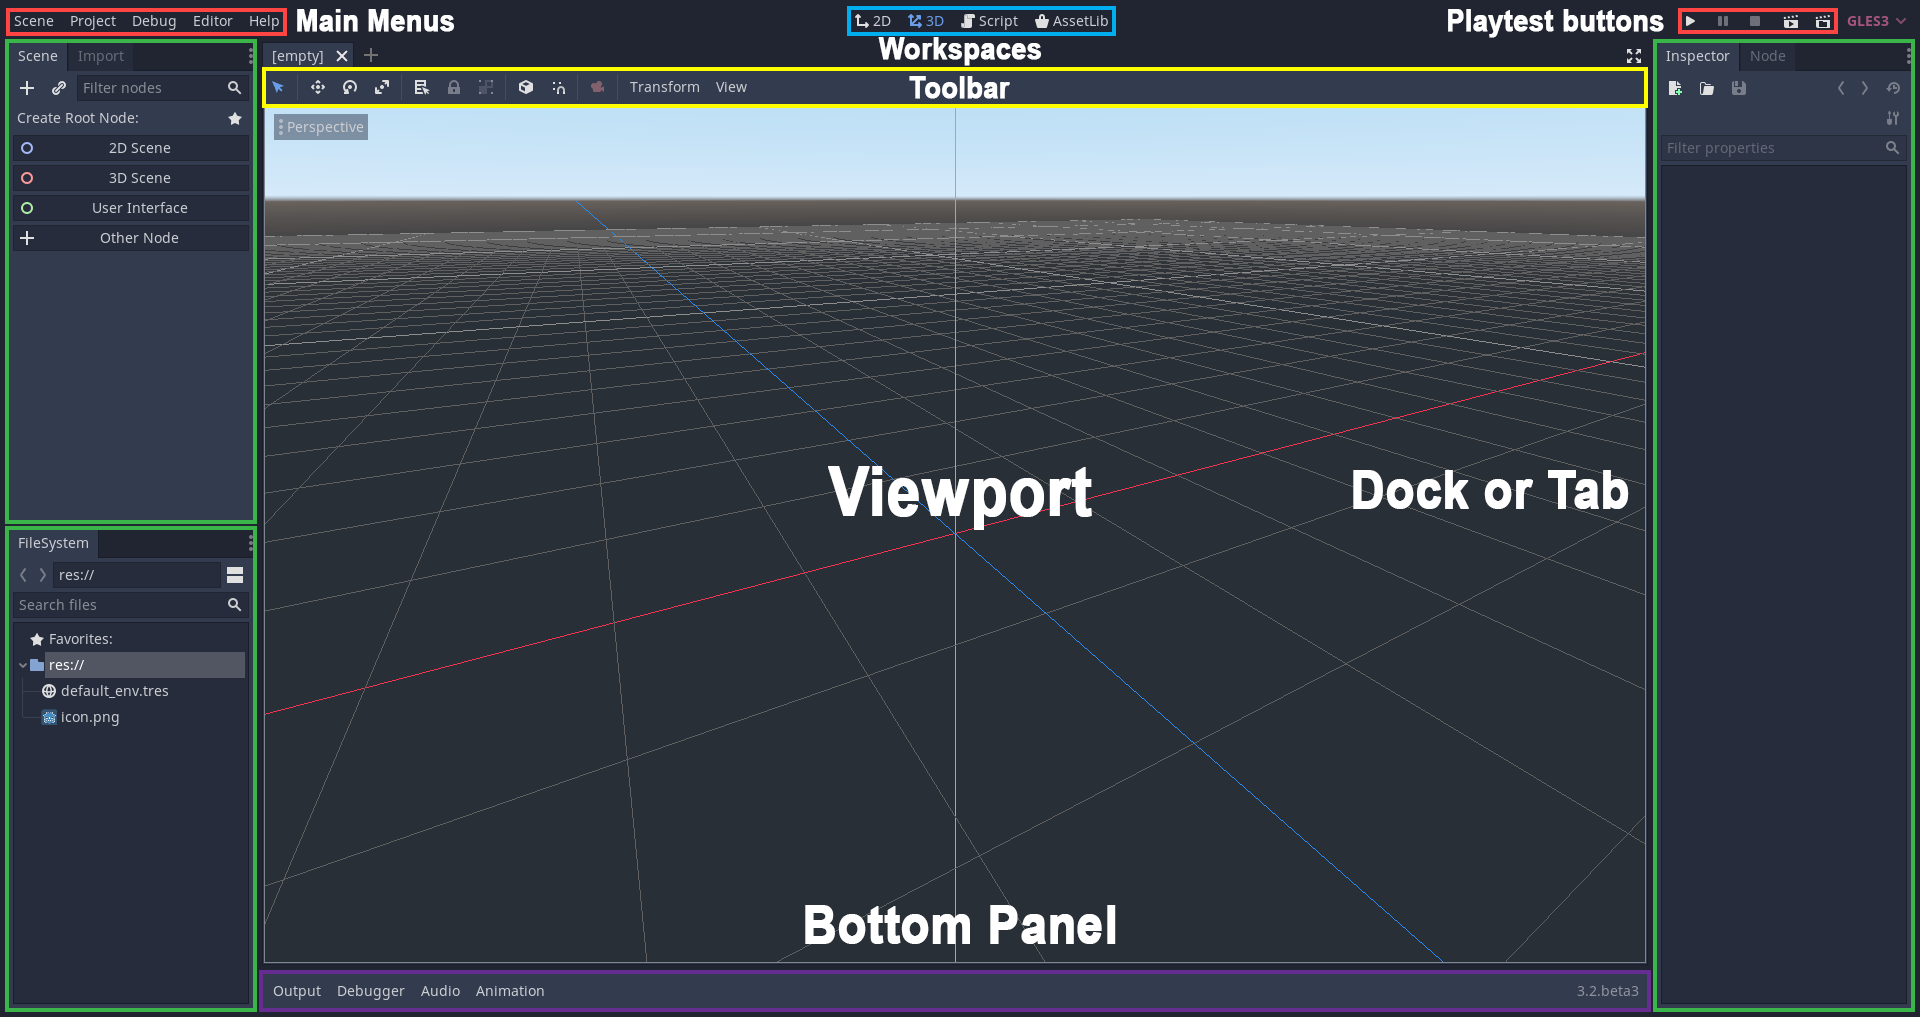 Scene Project Debug Editor Help Main Menus 2D 3D Script AssetLib Playtest buttons GLES3
Scene Import [empty] Workspaces Inspector Node
Filter nodes Transform View Toolbar
Create Root Node:
Perspective
2D Scene
Filter properties
3D Scene
User Interface
Other Node
Viewport Dock or Tab
FileSystem
res://
Search files
Favorites:
res://
default_env.tres
icon.png
Bottom Panel
Output Debugger Audio Animation 3.2.beta3